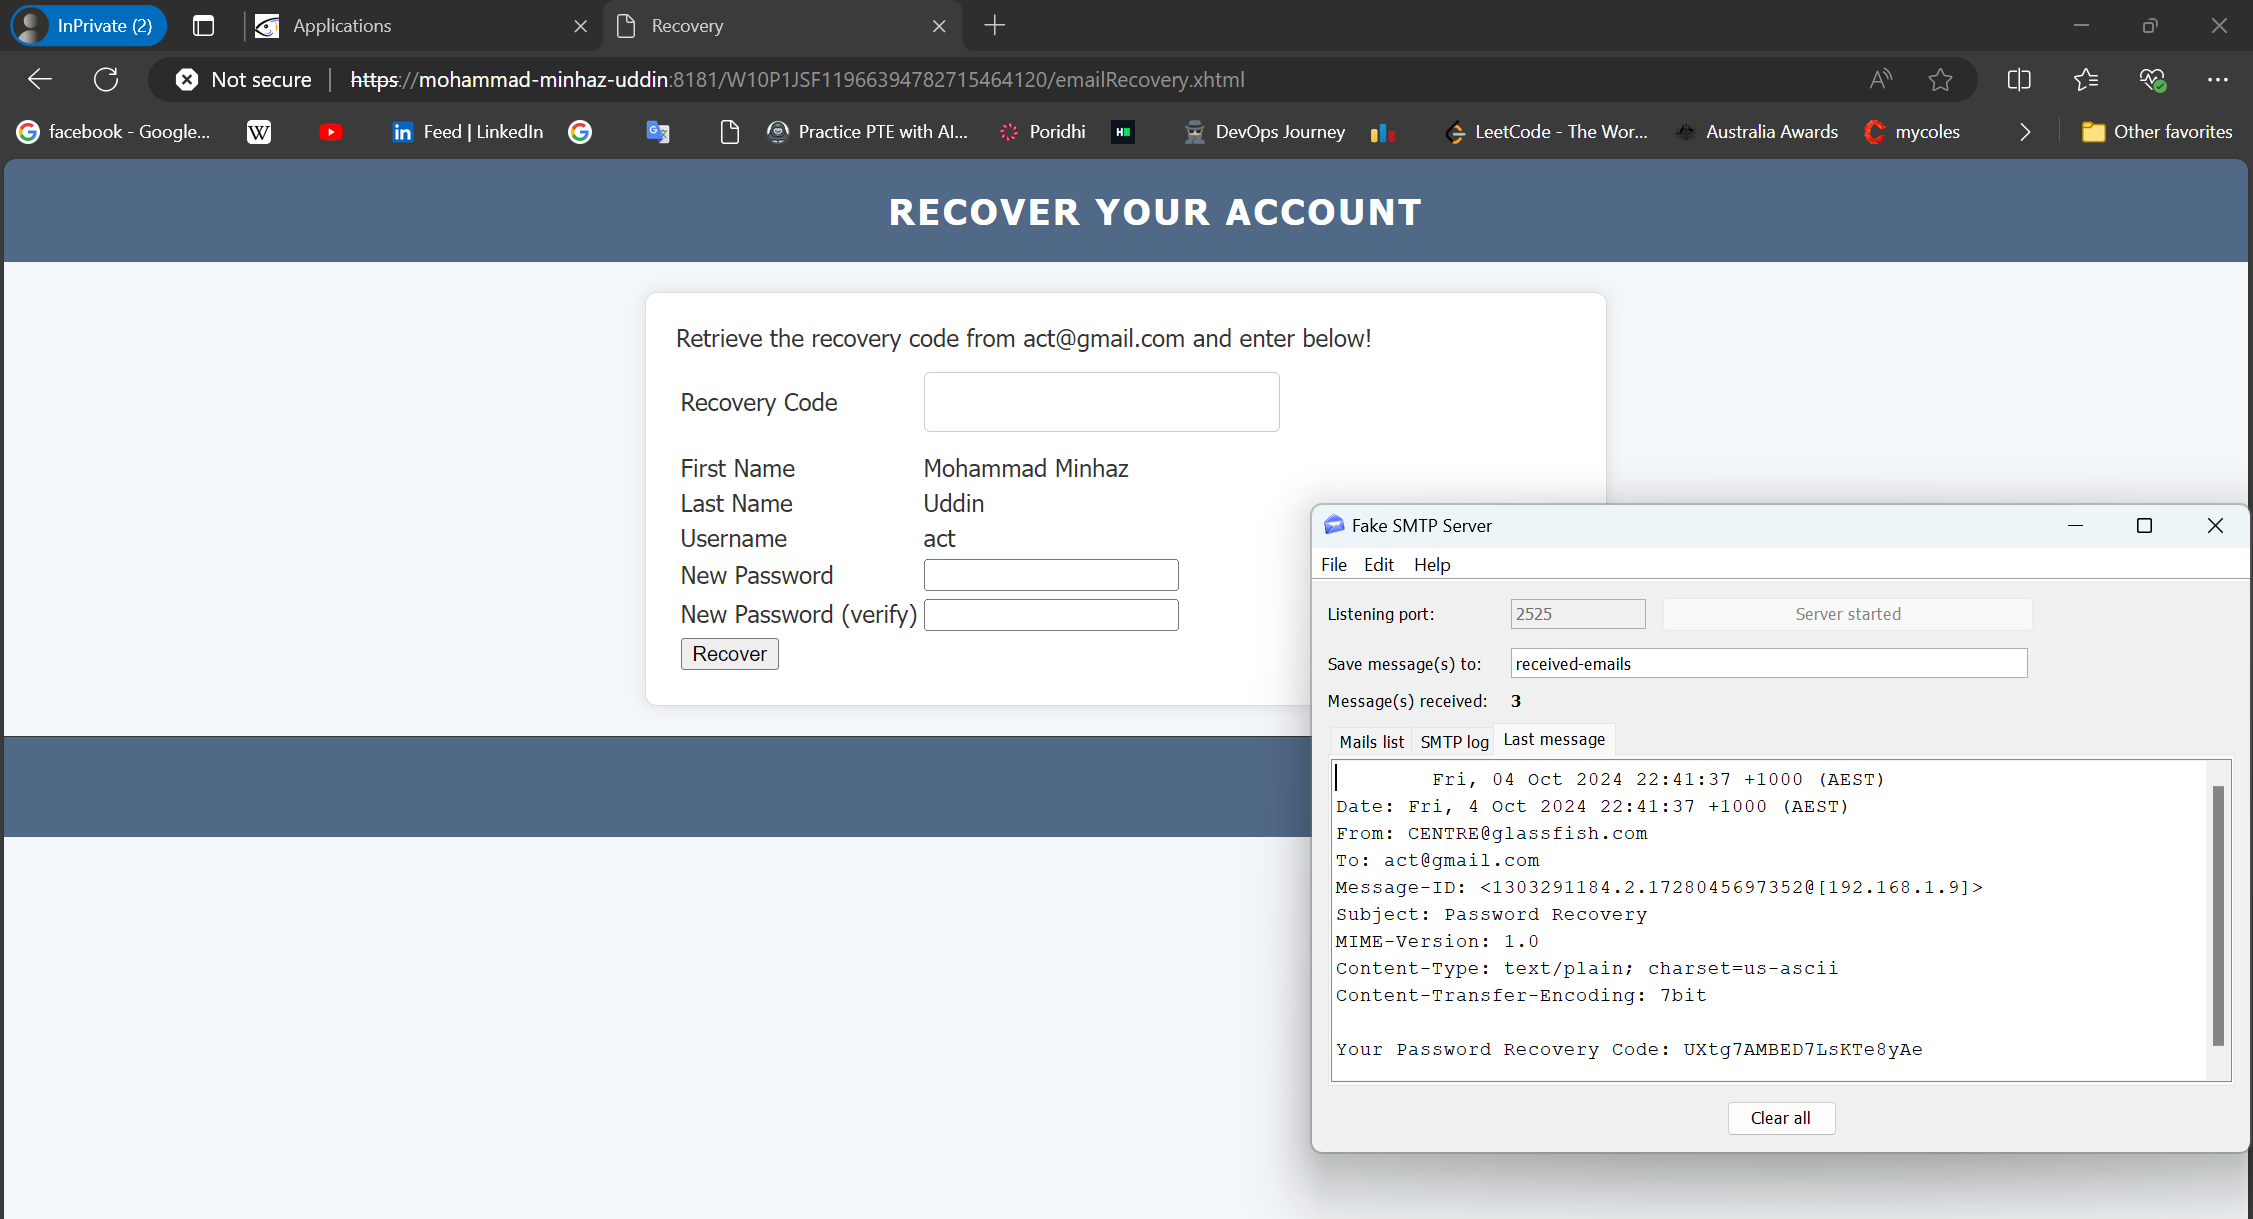 InPrivate (2)
Applications
Recovery
Not secure
https://mohammad-minhaz-uddin:8181/W10P1JSF11966394782715464120/emailRecovery.xhtml
facebook - Google...
W
in Feed | LinkedIn
Practice PTE with AI...
Poridhi
DevOps Journey
LeetCode - The Wor...
Australia Awards
mycoles
Other favorites
RECOVER YOUR ACCOUNT
Retrieve the recovery code from act@gmail.com and enter below!
Recovery Code
First Name Mohammad Minhaz
Last Name Uddin
Username act
New Password
New Password (verify)
Recover
Fake SMTP Server
File Edit Help
Listening port: 2525 Server started
Save message(s) to: received-emails
Message(s) received: 3
Mails list SMTP log Last message
Fri, 04 Oct 2024 22:41:37 +1000 (AEST)
Date: Fri, 4 Oct 2024 22:41:37 +1000 (AEST)
From: CENTRE@glassfish.com
To: act@gmail.com
Message-ID: <1303291184.2.1728045697352@[192.168.1.9]>
Subject: Password Recovery
MIME-Version: 1.0
Content-Type: text/plain; charset=us-ascii
Content-Transfer-Encoding: 7bit
Your Password Recovery Code: UXtg7AMBED7LsKTe8yAe
Clear all